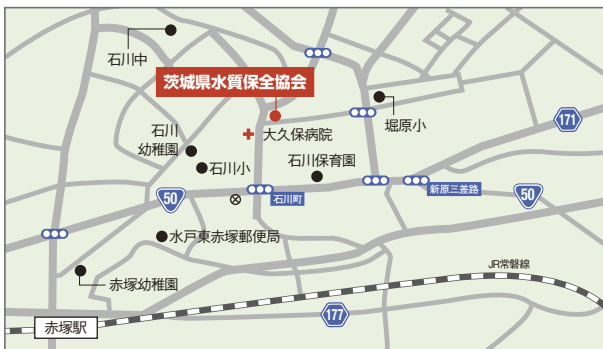 石川中
茨城県水質保全協会
石川
幼稚園
大久保病院
堀原小
171
石川小
石川保育園
50
石川町
新原三差路
50
水戸東赤塚郵便局
赤塚幼稚園
JR常磐線
赤塚駅
177